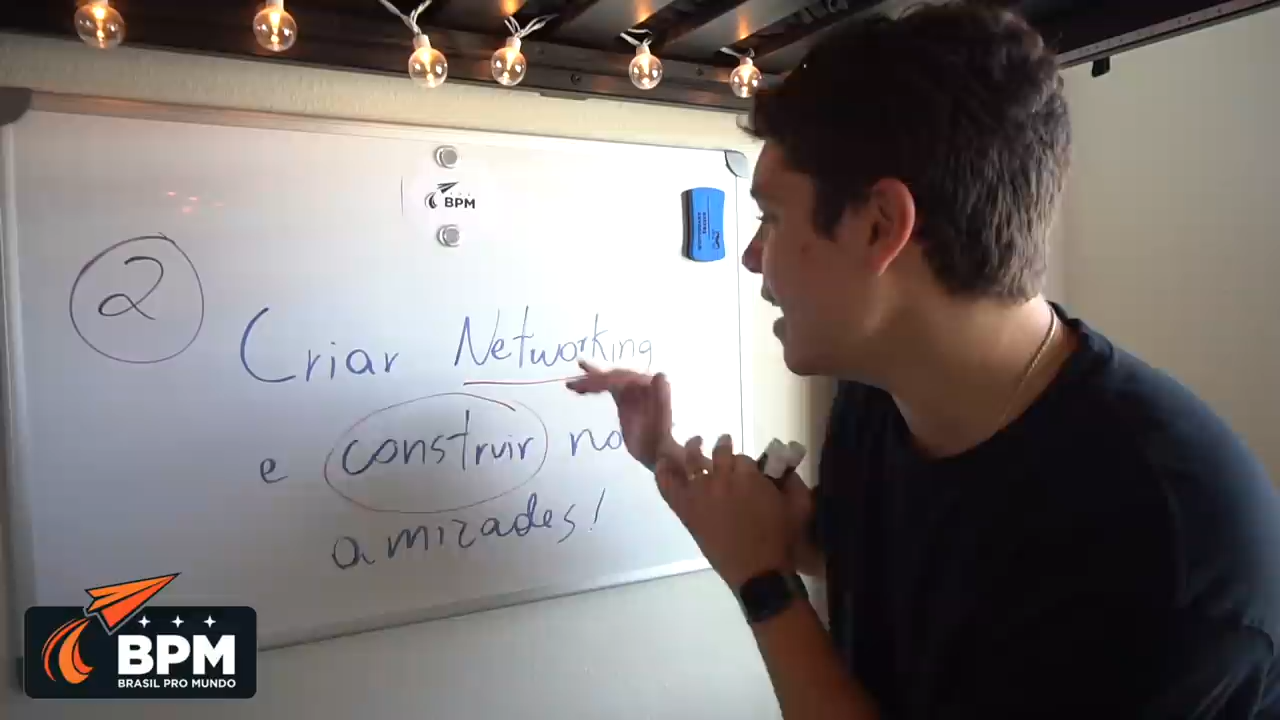 BPM
2
Criar Networking
e construir no
amizades!
BPM
BRASIL PRO MUNDO